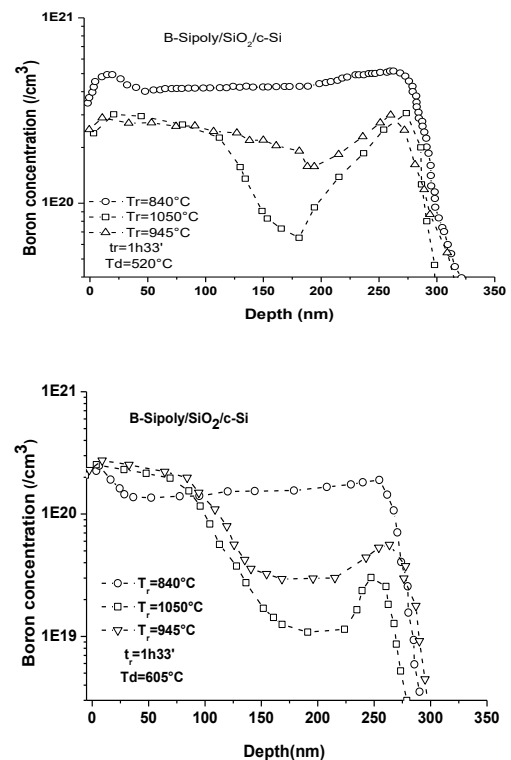 1E21
B-Sipoly/SiO2/c-Si
Boron concentration (/cm3)
1E20
Tr=840°C
Tr=1050°C
Tr=945°C
tr=1h33'
Td=520°C
0 50 100 150 200 250 300 350
Depth (nm)
1E21
B-Sipoly/SiO2/c-Si
Boron concentration (/cm3)
1E20
1E19
Tr=840°C
Tr=1050°C
Tr=945°C
tr=1h33'
Td=605°C
0 50 100 150 200 250 300 350
Depth(nm)